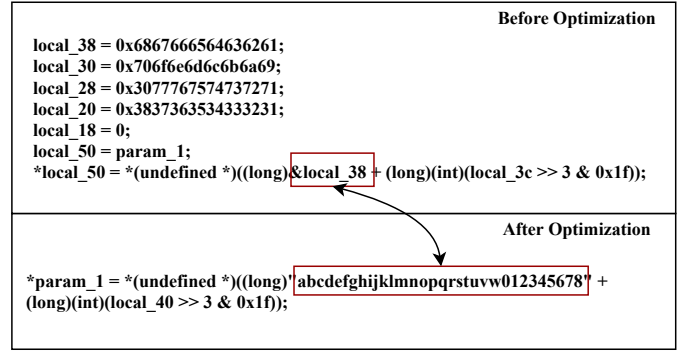 Before Optimization
local_38 = 0x6867666564636261;
local_30 = 0x706f6e6d6c6b6a69;
local_28 = 0x3077767574737271;
local_20 = 0x3837363534333231;
local_18 = 0;
local_50 = param_1;
*local_50 = *(undefined *)((long)&local_38 + (long)(int)(local_3c >> 3 & 0x1f));
After Optimization
*param_1 = *(undefined *)((long)"abcdefghijklmnopqrstuvw012345678" +
(long)(int)(local_40 >> 3 & 0x1f));